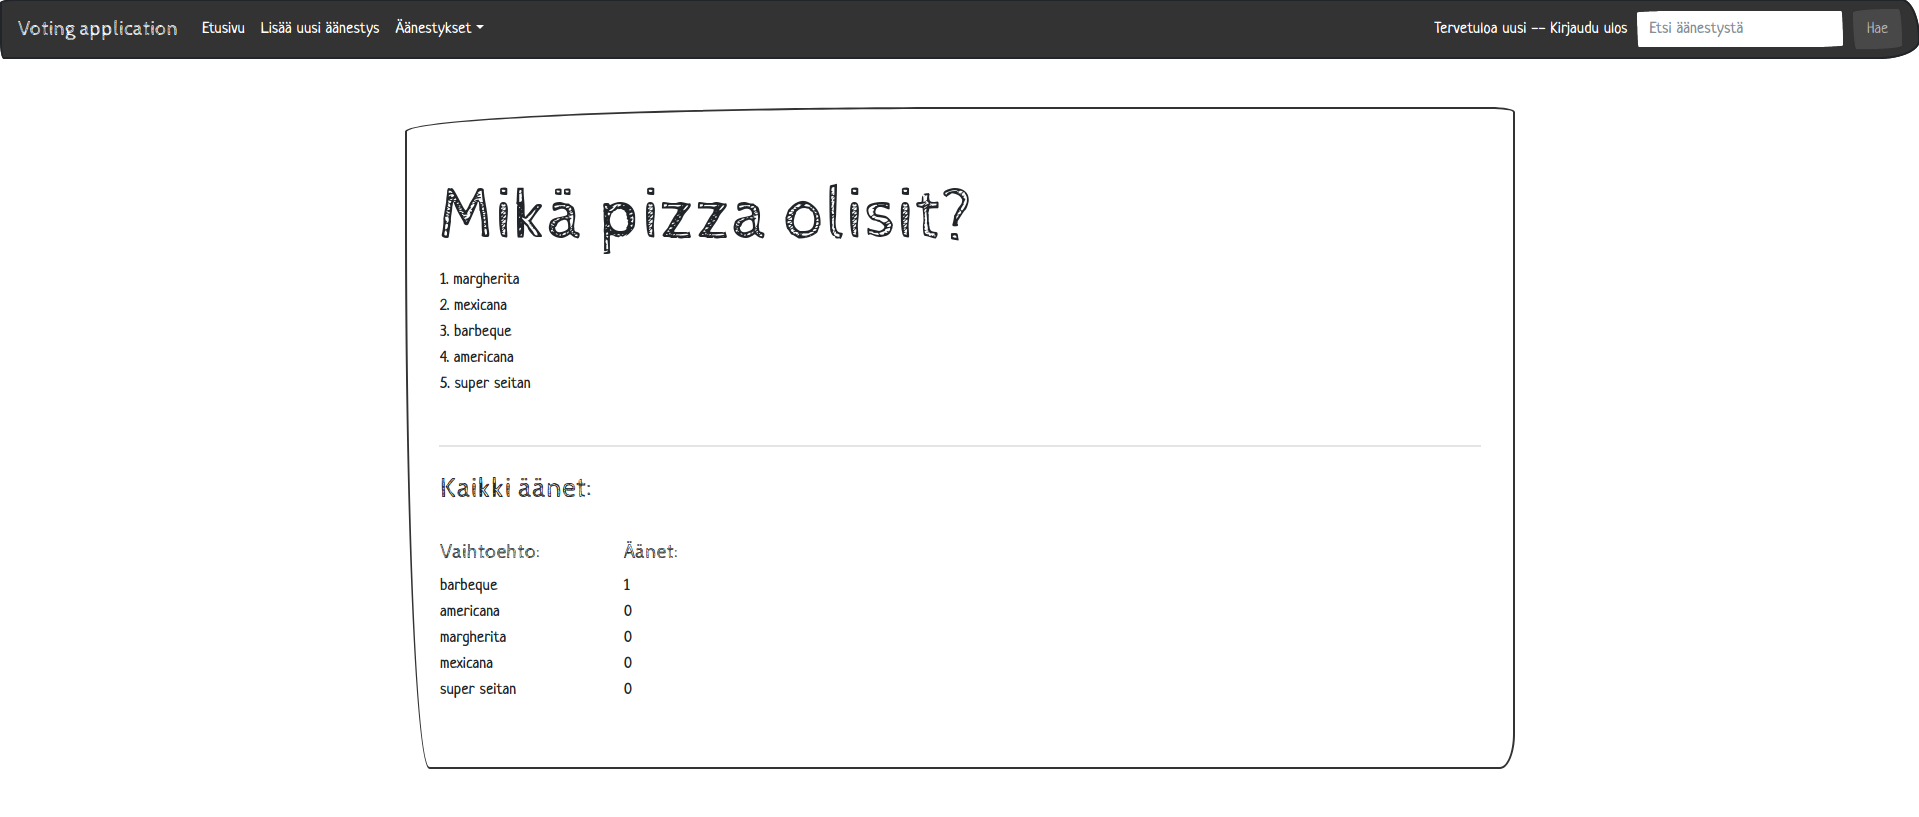 Voting application Etusivu Lisää uusi äänestys Äänestykset Tervetuloa uusi -- Kirjaudu ulos Etsi äänestystä Hae
Mikä pizza olisit?
1. margherita
2. mexicana
3. barbeque
4. americana
5. super seitan
Kaikki äänet:
Vaihtoehto: Äänet:
barbeque 1
americana 0
margherita 0
mexicana 0
super seitan 0